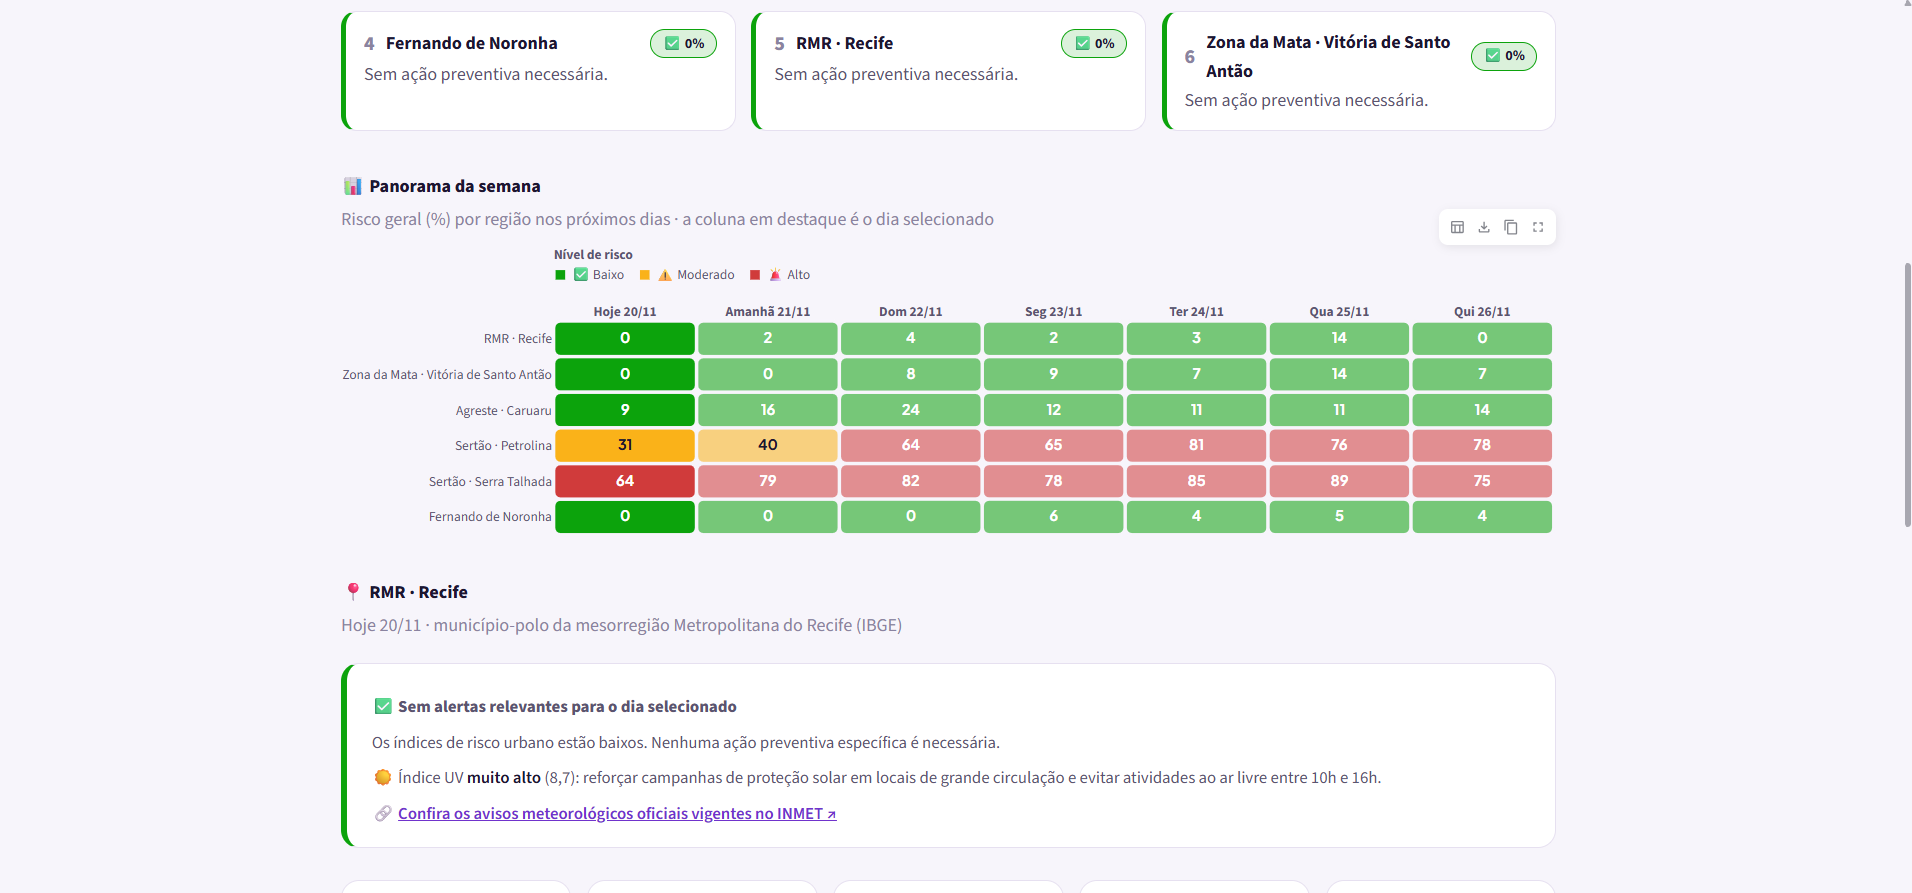 4 Fernando de Noronha ✅ 0%
Sem ação preventiva necessária.
5 RMR · Recife ✅ 0%
Sem ação preventiva necessária.
6 Zona da Mata · Vitória de Santo Antão ✅ 0%
Sem ação preventiva necessária.
📊 Panorama da semana
Risco geral (%) por região nos próximos dias · a coluna em destaque é o dia selecionado
Nível de risco
✅ Baixo ⚠️ Moderado 🚨 Alto
Hoje 20/11 Amanhã 21/11 Dom 22/11 Seg 23/11 Ter 24/11 Qua 25/11 Qui 26/11
RMR · Recife 0 2 4 2 3 14 0
Zona da Mata · Vitória de Santo Antão 0 0 8 9 7 14 7
Agreste · Caruaru 9 16 24 12 11 11 14
Sertão · Petrolina 31 40 64 65 81 76 78
Sertão · Serra Talhada 64 79 82 78 85 89 75
Fernando de Noronha 0 0 0 6 4 5 4
📍 RMR · Recife
Hoje 20/11 · município-polo da mesorregião Metropolitana do Recife (IBGE)
✅ Sem alertas relevantes para o dia selecionado
Os índices de risco urbano estão baixos. Nenhuma ação preventiva específica é necessária.
Índice UV muito alto (8,7): reforçar campanhas de proteção solar em locais de grande circulação e evitar atividades ao ar livre entre 10h e 16h.
🔗 Confira os avisos meteorológicos oficiais vigentes no INMET ↗